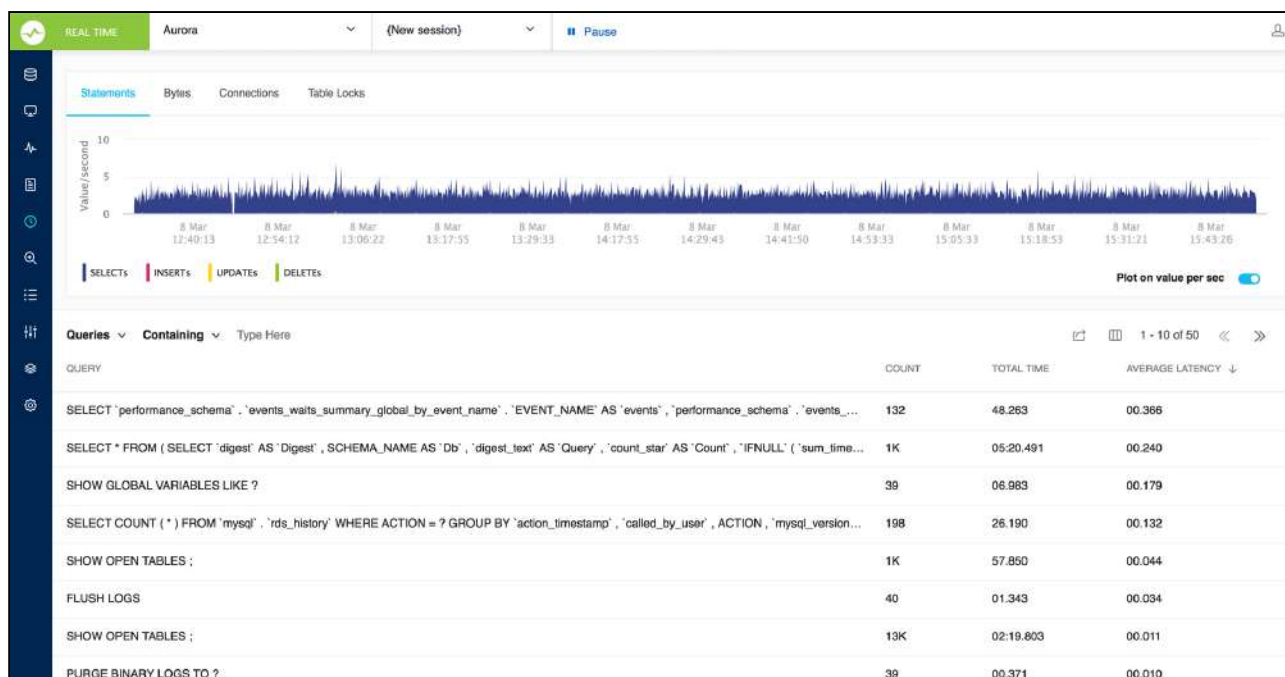 REAL TIME Aurora {New session} Pause
Statements Bytes Connections Table Locks
Value/second
10
5
0
8 Mar 12:40:13
8 Mar 12:54:12
8 Mar 13:06:22
8 Mar 13:17:55
8 Mar 13:29:33
8 Mar 14:17:55
8 Mar 14:29:43
8 Mar 14:41:50
8 Mar 14:53:33
8 Mar 15:05:33
8 Mar 15:18:53
8 Mar 15:31:21
8 Mar 15:43:26
SELECTs INSERTs UPDATEs DELETEs
Plot on value per sec
Queries Containing Type Here 1 - 10 of 50
QUERY COUNT TOTAL TIME AVERAGE LATENCY ↓
SELECT `performance_schema` . `events_waits_summary_global_by_event_name` . `EVENT_NAME` AS `events` , `performance_schema` . `events_... 132 48.263 00.366
SELECT * FROM ( SELECT `digest` AS `Digest` , SCHEMA_NAME AS `Db` , `digest_text` AS `Query` , `count_star` AS `Count` , `IFNULL` ( `sum_time... 1K 05:20.491 00.240
SHOW GLOBAL VARIABLES LIKE ? 39 06.983 00.179
SELECT COUNT ( * ) FROM `mysql` . `rds_history` WHERE ACTION = ? GROUP BY `action_timestamp` , `called_by_user` , ACTION , `mysql_version... 198 26.190 00.132
SHOW OPEN TABLES ; 1K 57.850 00.044
FLUSH LOGS 40 01.343 00.034
SHOW OPEN TABLES ; 13K 02:19.803 00.011
PURGE BINARY LOGS TO ? 39 00.371 00.010